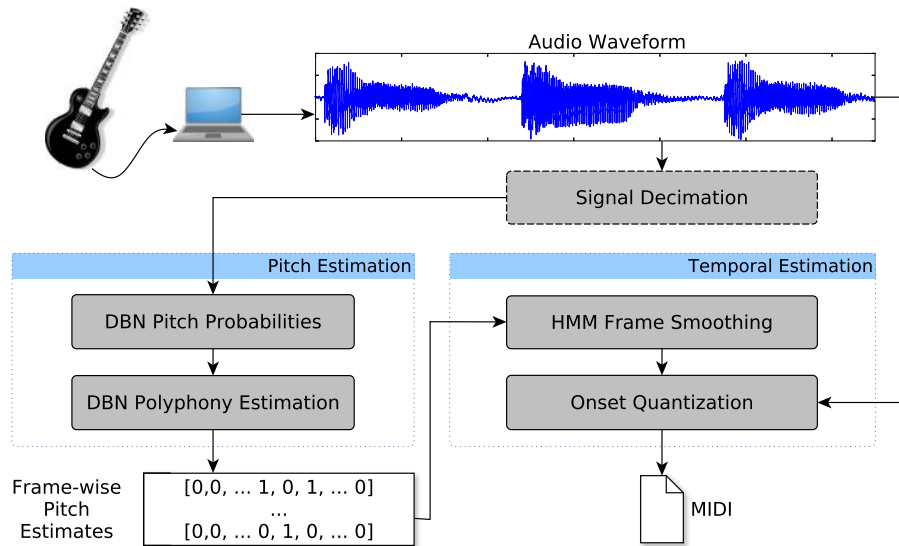 Audio Waveform
Signal Decimation
Pitch Estimation
DBN Pitch Probabilities
DBN Polyphony Estimation
Frame-wise
Pitch
Estimates
[0,0, ... 1, 0, 1, ... 0]
...
[0,0, ... 0, 1, 0, ... 0]
Temporal Estimation
HMM Frame Smoothing
Onset Quantization
MIDI